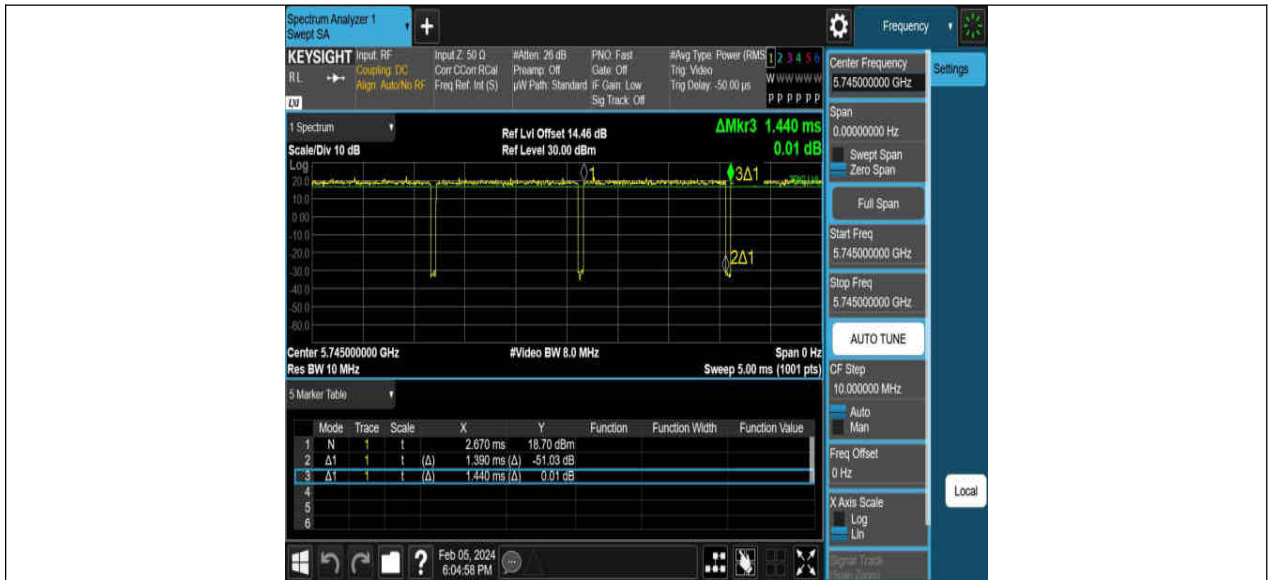 Spectrum Analyzer 1
Swept SA
+
Frequency
KEYSIGHT
RL
LXI
Input: RF
Coupling: DC
Align: Auto/No RF
Input Z: 50 Ω
Corr CCorr RCal
Freq Ref: Int (S)
#Atten: 26 dB
Preamp: Off
µW Path: Standard
PNO: Fast
Gate: Off
IF Gain: Low
Sig Track: Off
#Avg Type: Power (RMS
Trig: Video
Trig Delay: -50.00 µs
1 2 3 4 5 6
W W W W W W
P P P P P P
Center Frequency
5.745000000 GHz
Settings
1 Spectrum
Scale/Div 10 dB
Ref Lvl Offset 14.46 dB
Ref Level 30.00 dBm
ΔMkr3 1.440 ms
0.01 dB
Span
0.00000000 Hz
Swept Span
Zero Span
Log
20.0
10.0
0.00
-10.0
-20.0
-30.0
-40.0
-50.0
-60.0
1
3Δ1
2Δ1
Full Span
Start Freq
5.745000000 GHz
Stop Freq
5.745000000 GHz
AUTO TUNE
Center 5.745000000 GHz
Res BW 10 MHz
#Video BW 8.0 MHz
Span 0 Hz
Sweep 5.00 ms (1001 pts)
CF Step
10.000000 MHz
Auto
Man
5 Marker Table
Mode Trace Scale X Y Function Function Width Function Value
1 N 1 t 2.670 ms 18.70 dBm
2 Δ1 1 t (Δ) 1.390 ms (Δ) -51.03 dB
3 Δ1 1 t (Δ) 1.440 ms (Δ) 0.01 dB
4
5
6
Freq Offset
0 Hz
X Axis Scale
Log
Lin
Local
Signal Track
(Span Zoom)
?
Feb 05, 2024
6:04:58 PM